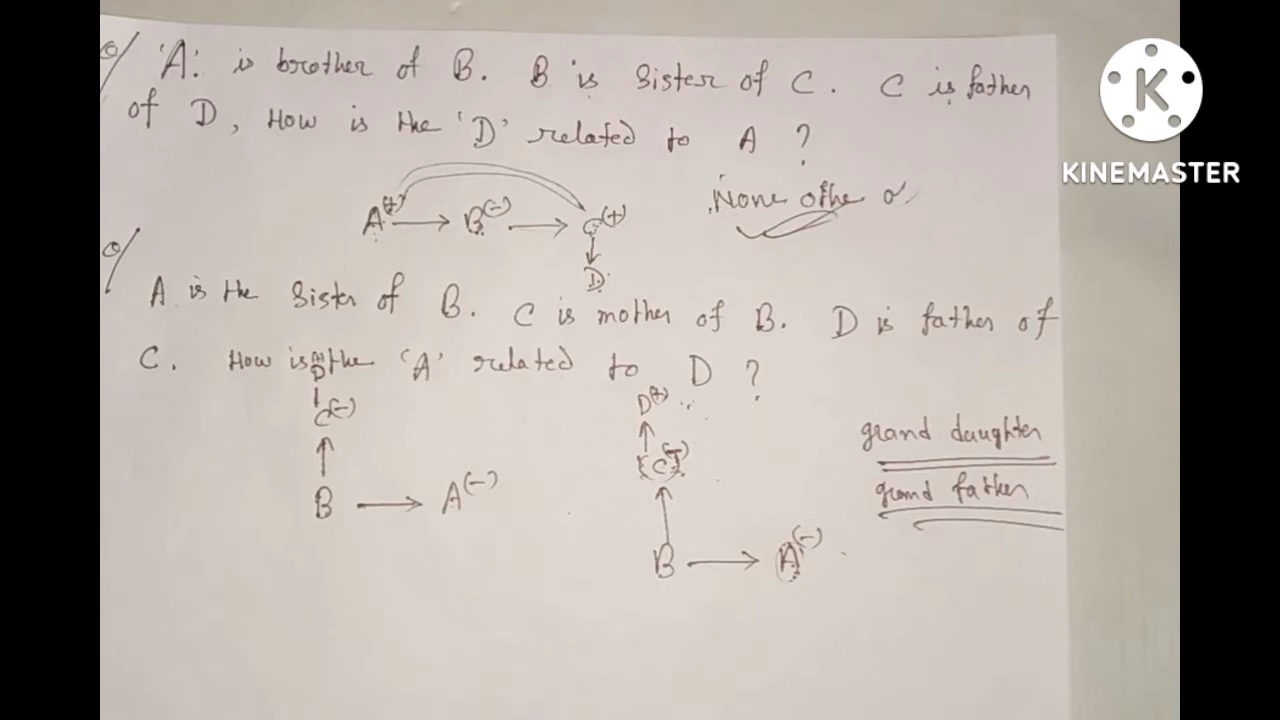 Q/ 'A' is brother of B. B is Sister of C. C is father
of D, How is the 'D' related to A ?
A(+) → B(-) → C(+)
D
None of the
Q/
A is the Sister of B. C is mother of B. D is father of
C. How is the 'A' related to D ?
D(+)
C(-)
B → A(-)
D(+)
C(-)
B → A(-)
grand daughter
grand father
K
KINEMASTER